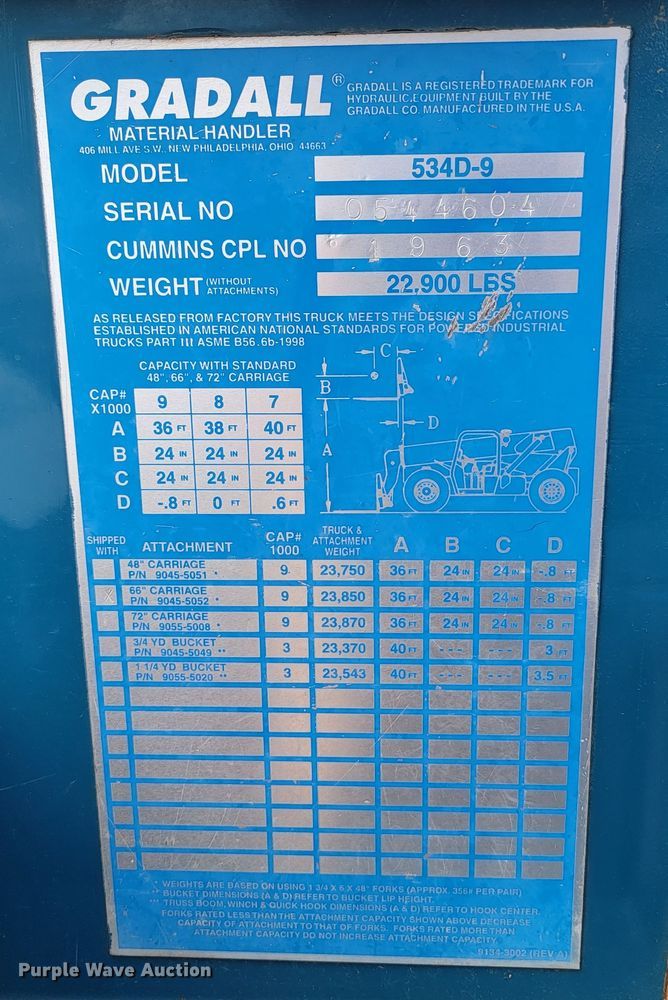 GRADALL®
GRADALL IS A REGISTERED TRADEMARK FOR
HYDRAULIC EQUIPMENT BUILT BY THE
GRADALL CO. MANUFACTURED IN THE U.S.A.
MATERIAL HANDLER
406 MILL AVE S.W., NEW PHILADELPHIA, OHIO 44663
MODEL 534D-9
SERIAL NO 0544604
CUMMINS CPL NO 1963
WEIGHT (WITHOUT ATTACHMENTS) 22,900 LBS
AS RELEASED FROM FACTORY THIS TRUCK MEETS THE DESIGN SPECIFICATIONS
ESTABLISHED IN AMERICAN NATIONAL STANDARDS FOR POWERED INDUSTRIAL
TRUCKS PART III ASME B56.6b-1998
CAPACITY WITH STANDARD
48", 66", & 72" CARRIAGE
CAP# X1000 9 8 7
A 36 FT 38 FT 40 FT
B 24 IN 24 IN 24 IN
C 24 IN 24 IN 24 IN
D -.8 FT 0 FT .6 FT
C
B
D
A
SHIPPED WITH ATTACHMENT CAP# 1000 TRUCK & ATTACHMENT WEIGHT A B C D
48" CARRIAGE
P/N 9045-5051 * 9 23,750 36 FT 24 IN 24 IN -.8 FT
X 66" CARRIAGE
P/N 9045-5052 * 9 23,850 36 FT 24 IN 24 IN -.8 FT
72" CARRIAGE
P/N 9055-5008 * 9 23,870 36 FT 24 IN 24 IN -.8 FT
3/4 YD BUCKET
P/N 9045-5049 ** 3 23,370 40 FT --- --- 3 FT
1 1/4 YD BUCKET
P/N 9055-5020 ** 3 23,543 40 FT --- --- 3.5 FT
* WEIGHTS ARE BASED ON USING 1 3/4 X 6 X 48" FORKS (APPROX. 356# PER PAIR)
** BUCKET DIMENSIONS (A & D) REFER TO BUCKET LIP HEIGHT.
*** TRUSS BOOM, WINCH & QUICK HOOK DIMENSIONS (A & D) REFER TO HOOK CENTER.
FORKS RATED LESS THAN THE ATTACHMENT CAPACITY SHOWN ABOVE DECREASE
CAPACITY OF ATTACHMENT TO THAT OF FORKS. FORKS RATED MORE THAN
ATTACHMENT CAPACITY DO NOT INCREASE ATTACHMENT CAPACITY
9134-3002 (REV A)
Purple Wave Auction